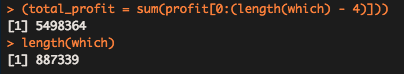 > (total_profit = sum(profit[0:(length(which) - 4)]))
[1] 5498364
> length(which)
[1] 887339